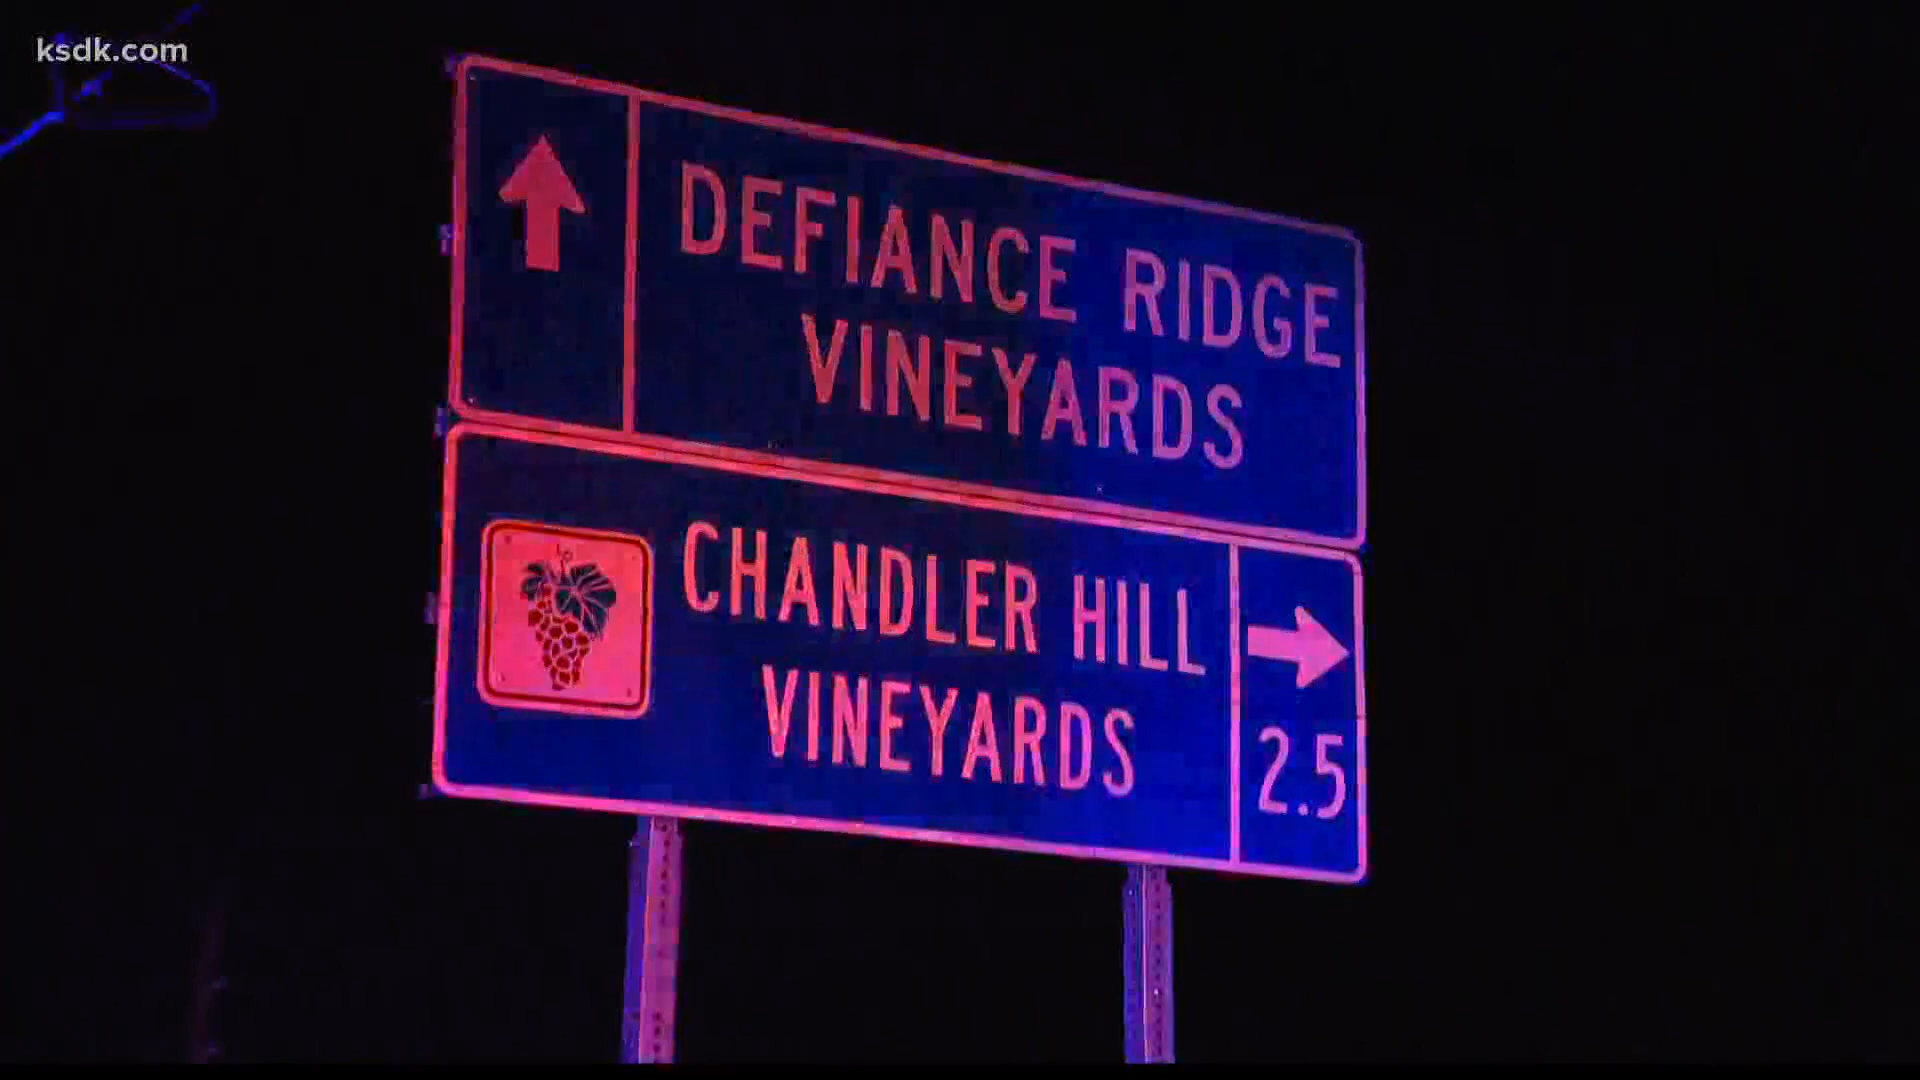 ksdk.com
DEFIANCE RIDGE
VINEYARDS
CHANDLER HILL
VINEYARDS
2.5